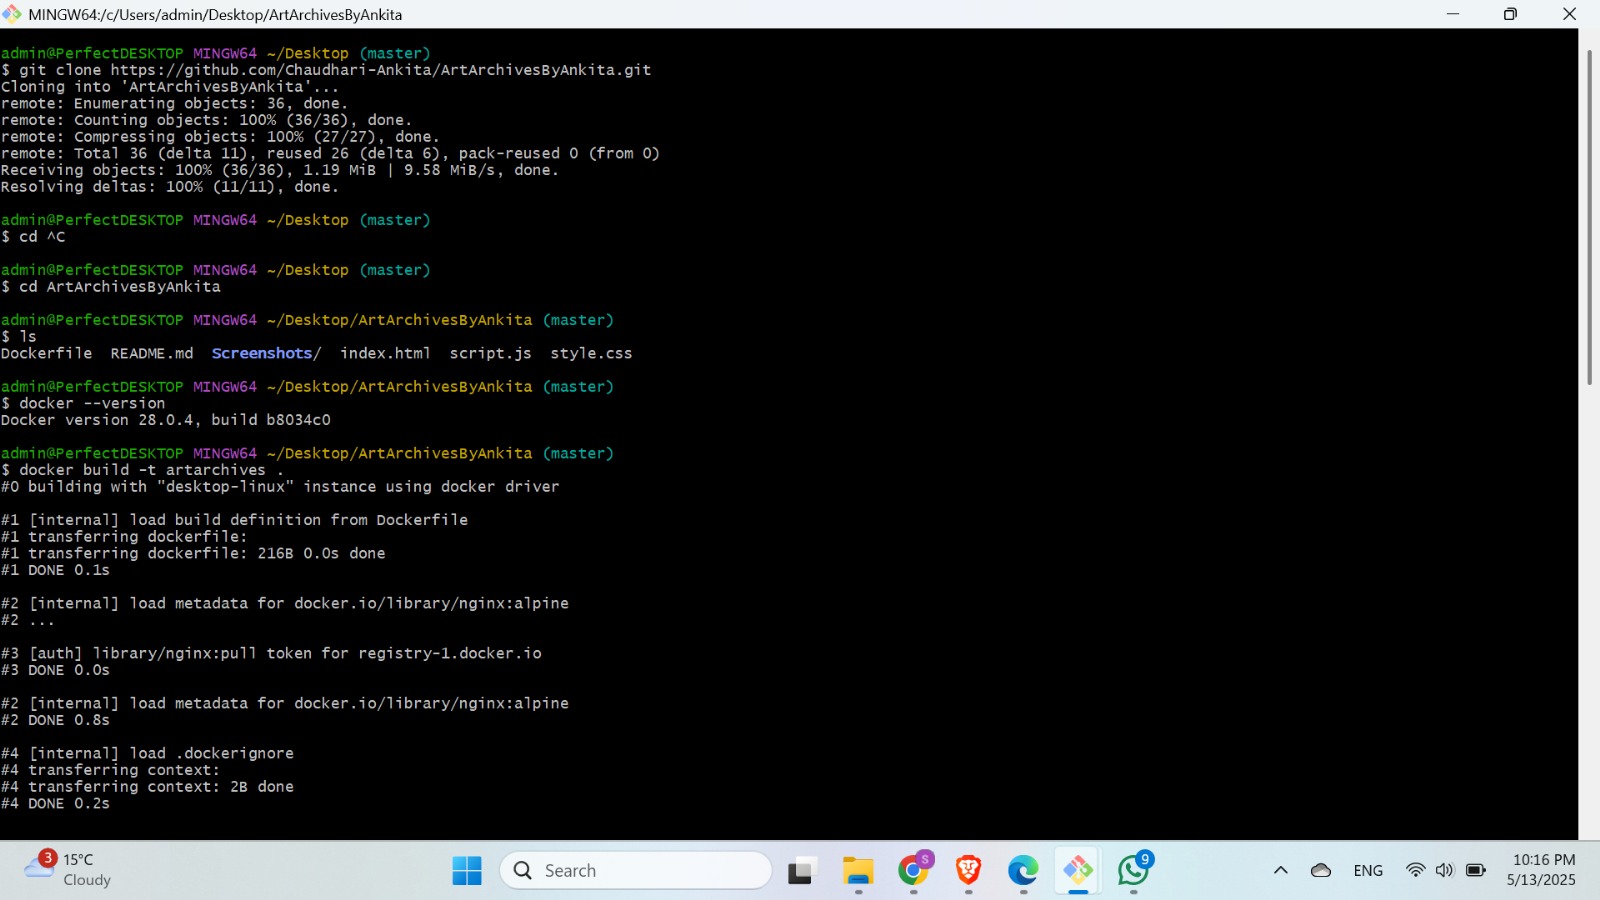 MINGW64:/c/Users/admin/Desktop/ArtArchivesByAnkita
admin@PerfectDESKTOP MINGW64 ~/Desktop (master)
$ git clone https://github.com/Chaudhari-Ankita/ArtArchivesByAnkita.git
Cloning into 'ArtArchivesByAnkita'...
remote: Enumerating objects: 36, done.
remote: Counting objects: 100% (36/36), done.
remote: Compressing objects: 100% (27/27), done.
remote: Total 36 (delta 11), reused 26 (delta 6), pack-reused 0 (from 0)
Receiving objects: 100% (36/36), 1.19 MiB | 9.58 MiB/s, done.
Resolving deltas: 100% (11/11), done.
admin@PerfectDESKTOP MINGW64 ~/Desktop (master)
$ cd ^C
admin@PerfectDESKTOP MINGW64 ~/Desktop (master)
$ cd ArtArchivesByAnkita
admin@PerfectDESKTOP MINGW64 ~/Desktop/ArtArchivesByAnkita (master)
$ ls
Dockerfile README.md Screenshots/ index.html script.js style.css
admin@PerfectDESKTOP MINGW64 ~/Desktop/ArtArchivesByAnkita (master)
$ docker --version
Docker version 28.0.4, build b8034c0
admin@PerfectDESKTOP MINGW64 ~/Desktop/ArtArchivesByAnkita (master)
$ docker build -t artarchives .
#0 building with "desktop-linux" instance using docker driver
#1 [internal] load build definition from Dockerfile
#1 transferring dockerfile:
#1 transferring dockerfile: 216B 0.0s done
#1 DONE 0.1s
#2 [internal] load metadata for docker.io/library/nginx:alpine
#2 ...
#3 [auth] library/nginx:pull token for registry-1.docker.io
#3 DONE 0.0s
#2 [internal] load metadata for docker.io/library/nginx:alpine
#2 DONE 0.8s
#4 [internal] load .dockerignore
#4 transferring context:
#4 transferring context: 2B done
#4 DONE 0.2s
3
15°C
Cloudy
Search
S
9
ENG
10:16 PM
5/13/2025